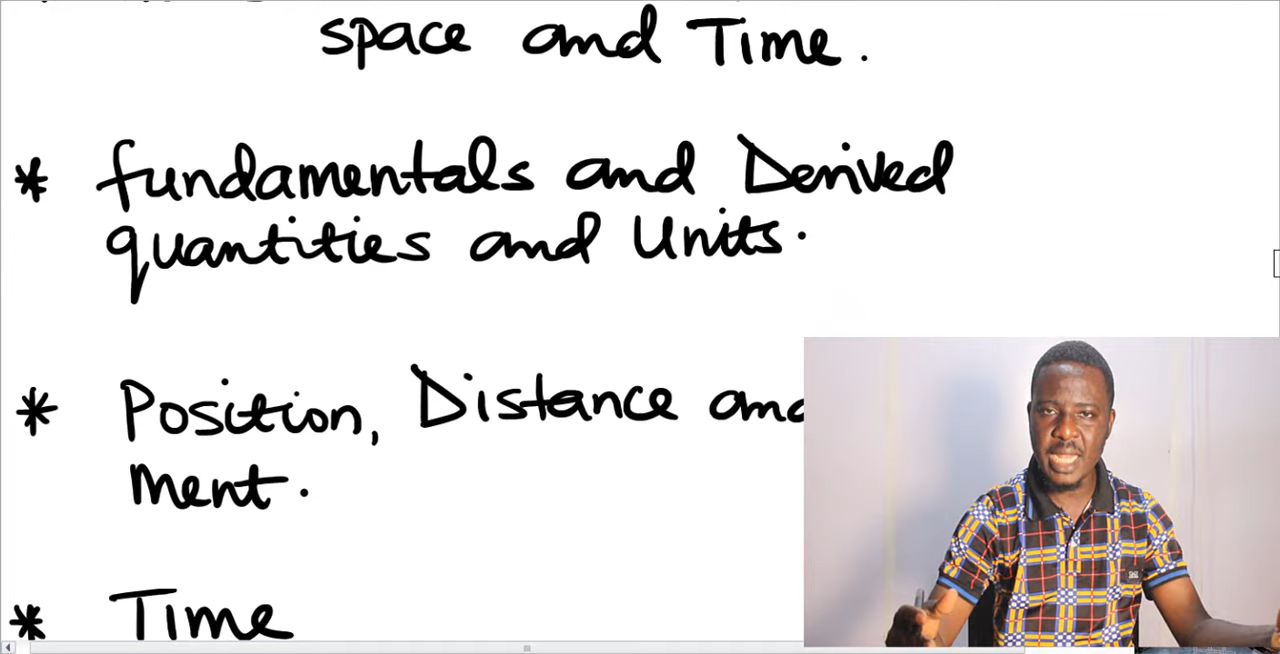 space and Time.
* fundamentals and Derived
quantities and Units.
* Position, Distance and
ment.
* Time